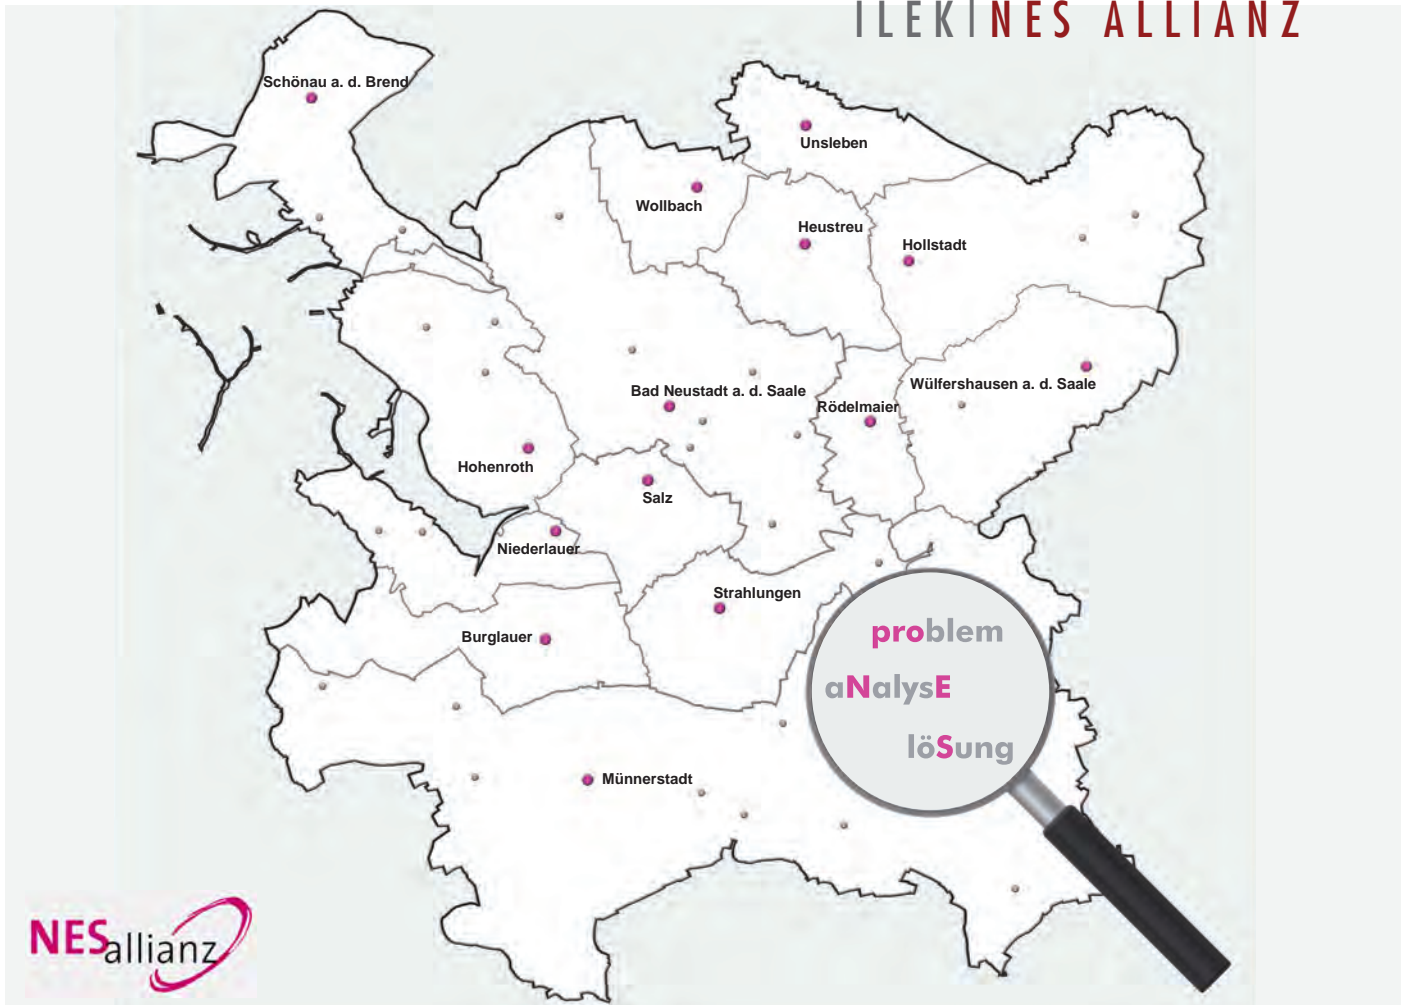 ILEK|NES ALLIANZ
Schönau a. d. Brend
Unsleben
Wollbach
Heustreu
Hollstadt
Bad Neustadt a. d. Saale
Wülfershausen a. d. Saale
Rödelmaier
Hohenroth
Salz
Niederlauer
Strahlungen
Burglauer
problem
aNalysE
löSung
Münnerstadt
NESallianz